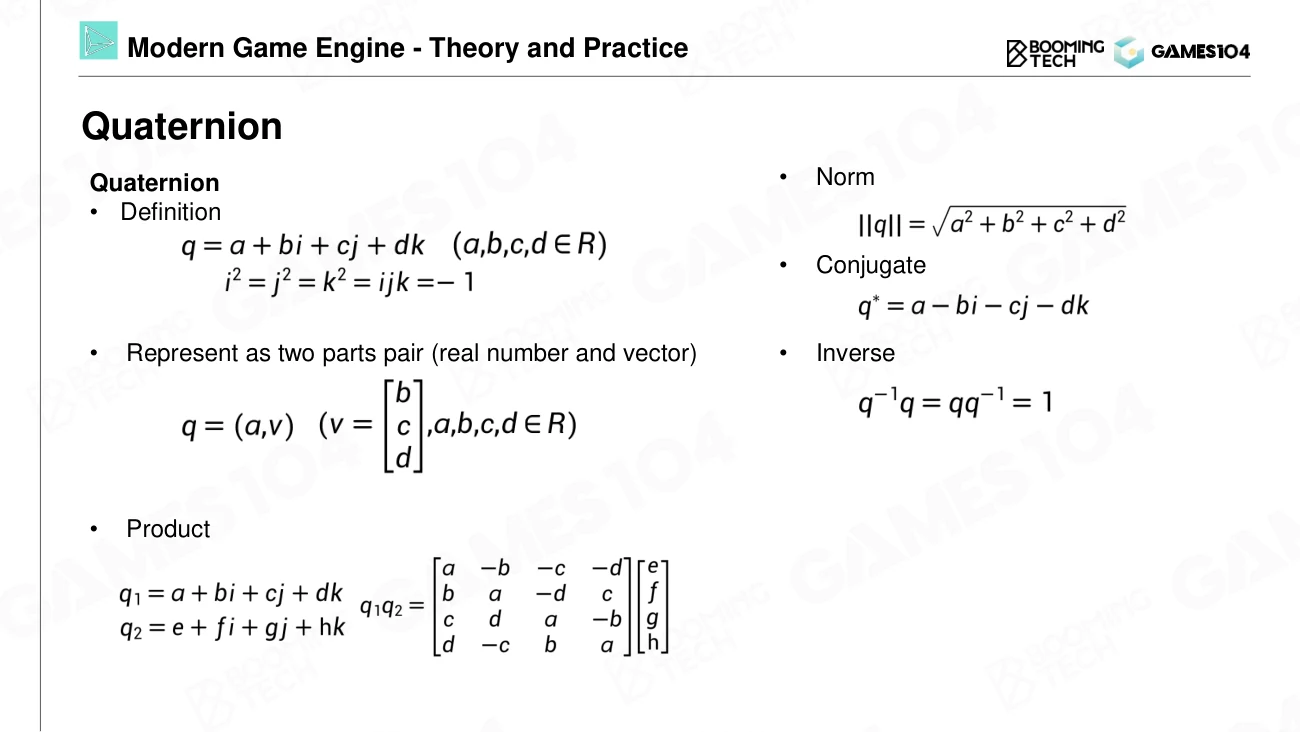 Modern Game Engine - Theory and Practice
BOOMING TECH GAMES104
Quaternion
Quaternion
• Definition
q = a + bi + cj + dk (a,b,c,d ∈ R)
i² = j² = k² = ijk = − 1
• Represent as two parts pair (real number and vector)
q = (a,v) (v = [b c d] ,a,b,c,d ∈ R)
• Product
q₁ = a + bi + cj + dk
q₂ = e + fi + gj + hk
q₁q₂ =
a −b −c −d e
b a −d c f
c d a −b g
d −c b a h
• Norm
||q|| = √a² + b² + c² + d²
• Conjugate
q* = a − bi − cj − dk
• Inverse
q⁻¹q = qq⁻¹ = 1